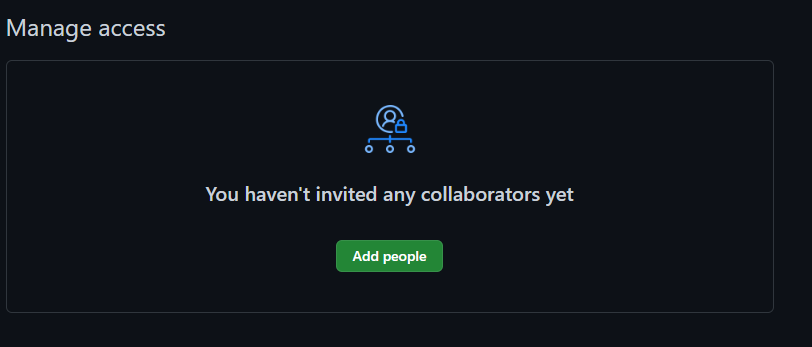 Manage access
You haven't invited any collaborators yet
Add people